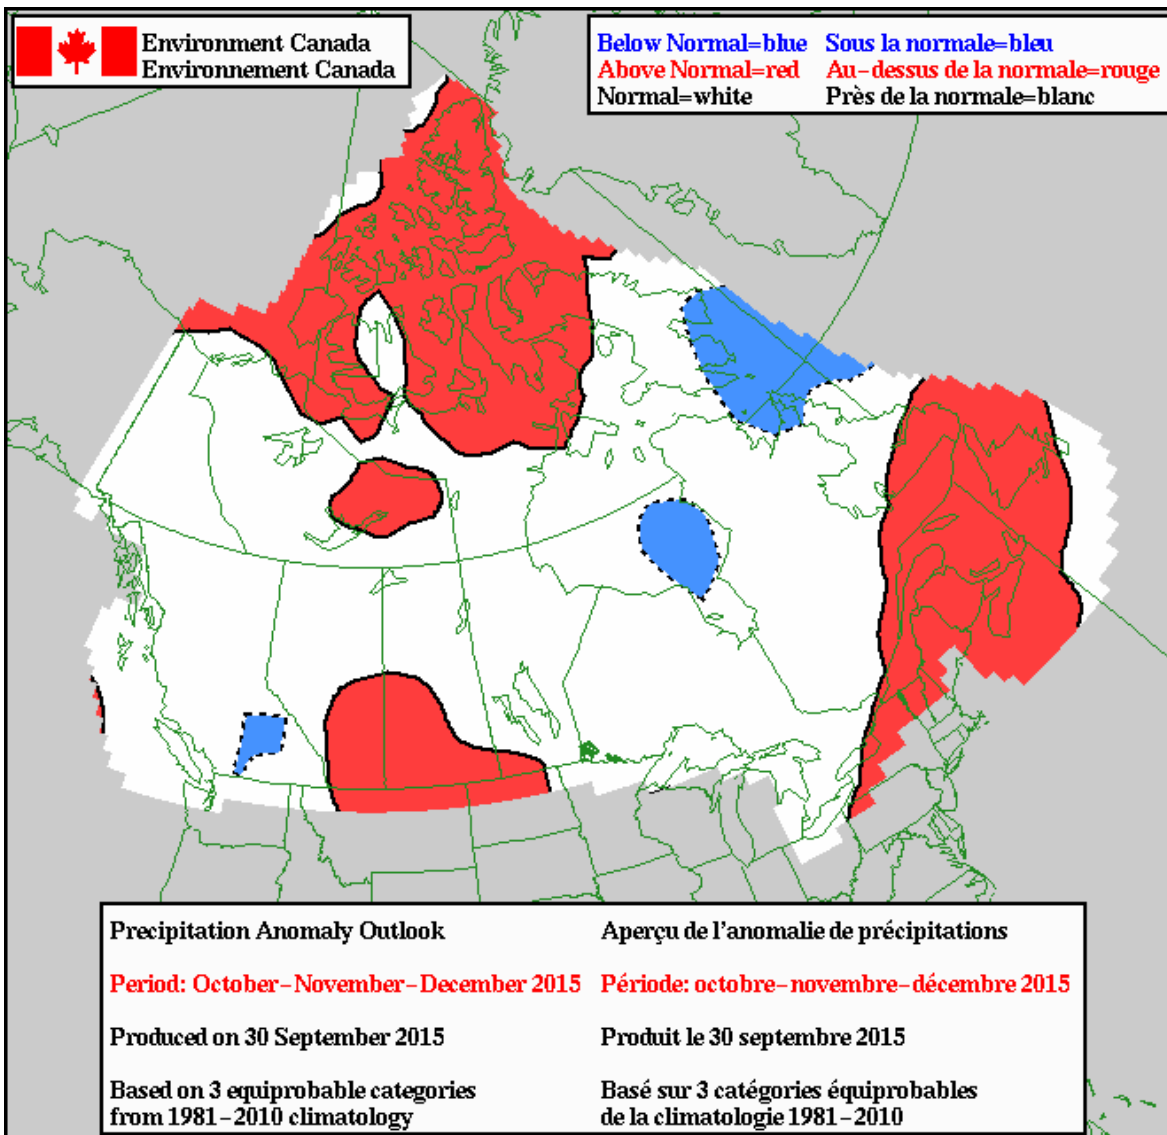 Environment Canada
Environnement Canada
Below Normal=blue Sous la normale=bleu
Above Normal=red Au-dessus de la normale=rouge
Normal=white Près de la normale=blanc
Precipitation Anomaly Outlook
Period: October-November-December 2015
Produced on 30 September 2015
Based on 3 equiprobable categories
from 1981-2010 climatology
Aperçu de l'anomalie de précipitations
Période: octobre-novembre-décembre 2015
Produit le 30 septembre 2015
Basé sur 3 catégories équiprobables
de la climatologie 1981-2010